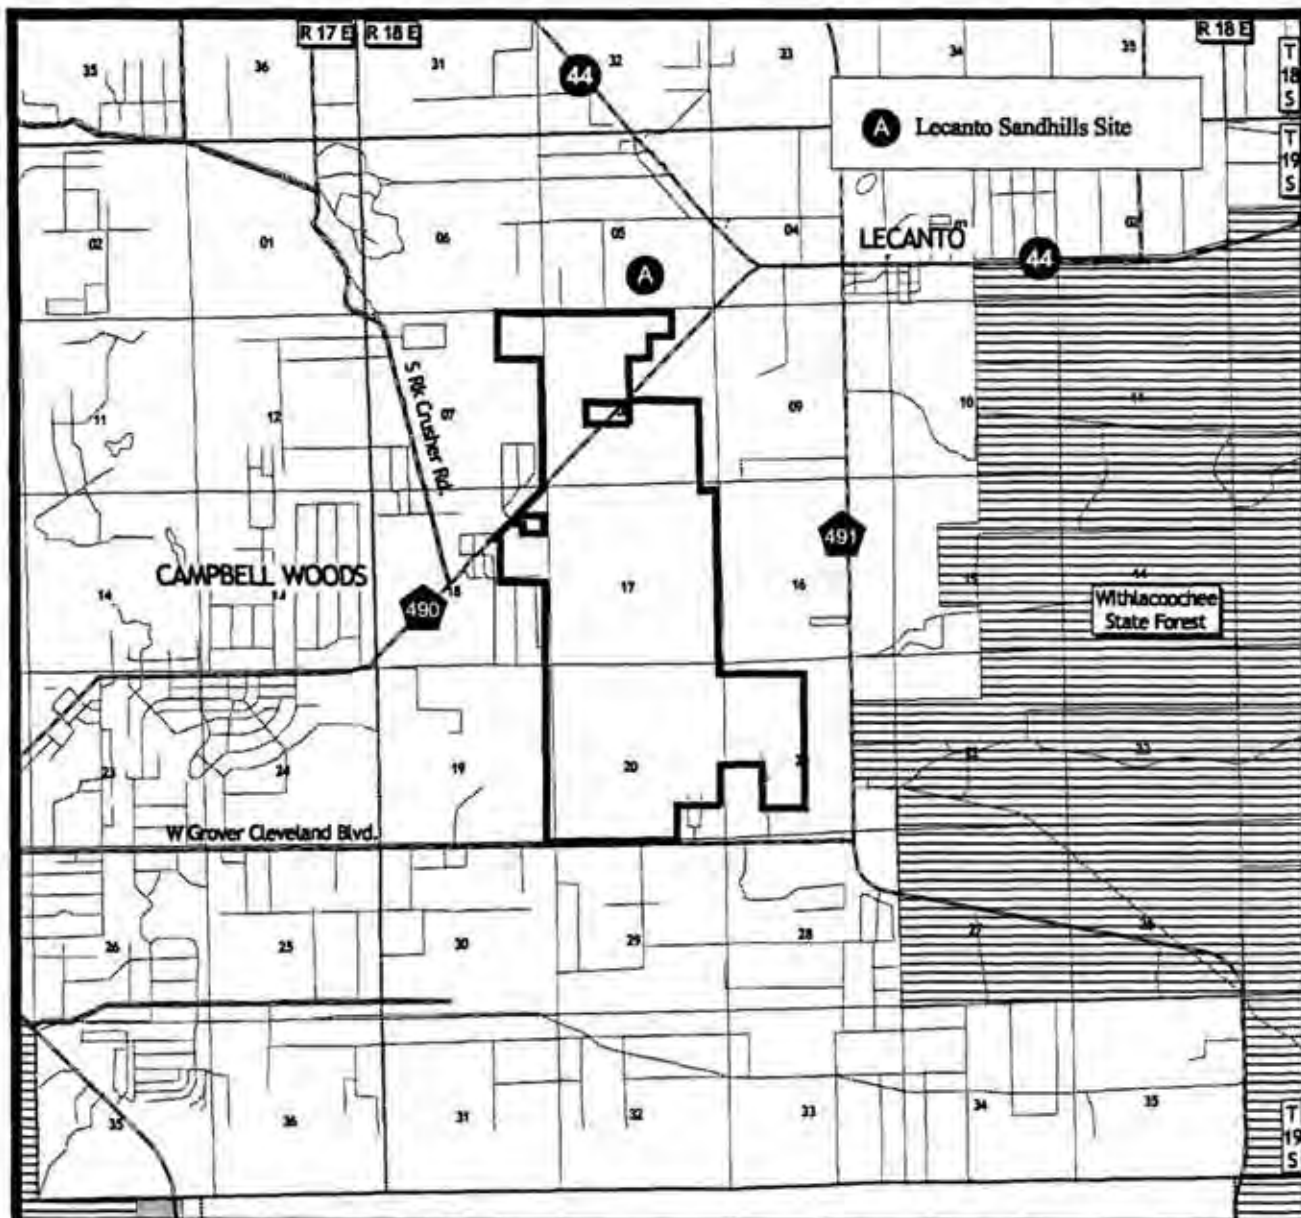 R 17 E R 18 E R 18 E
35 36 31 32 33 34 35
44
T
18
S
A Lecanto Sandhills Site
T
19
S
02 01 06 05 04
LECANTO
44
A
S Rk Crusher Rd.
11 12 07 09 10 11
491
CAMPBELL WOODS
14 18 17 16 15 14
490
Withlacoochee
State Forest
23 24 19 20
W Grover Cleveland Blvd.
26 25 30 29 28 27
35 36 31 32 33 34 35
T
19
S